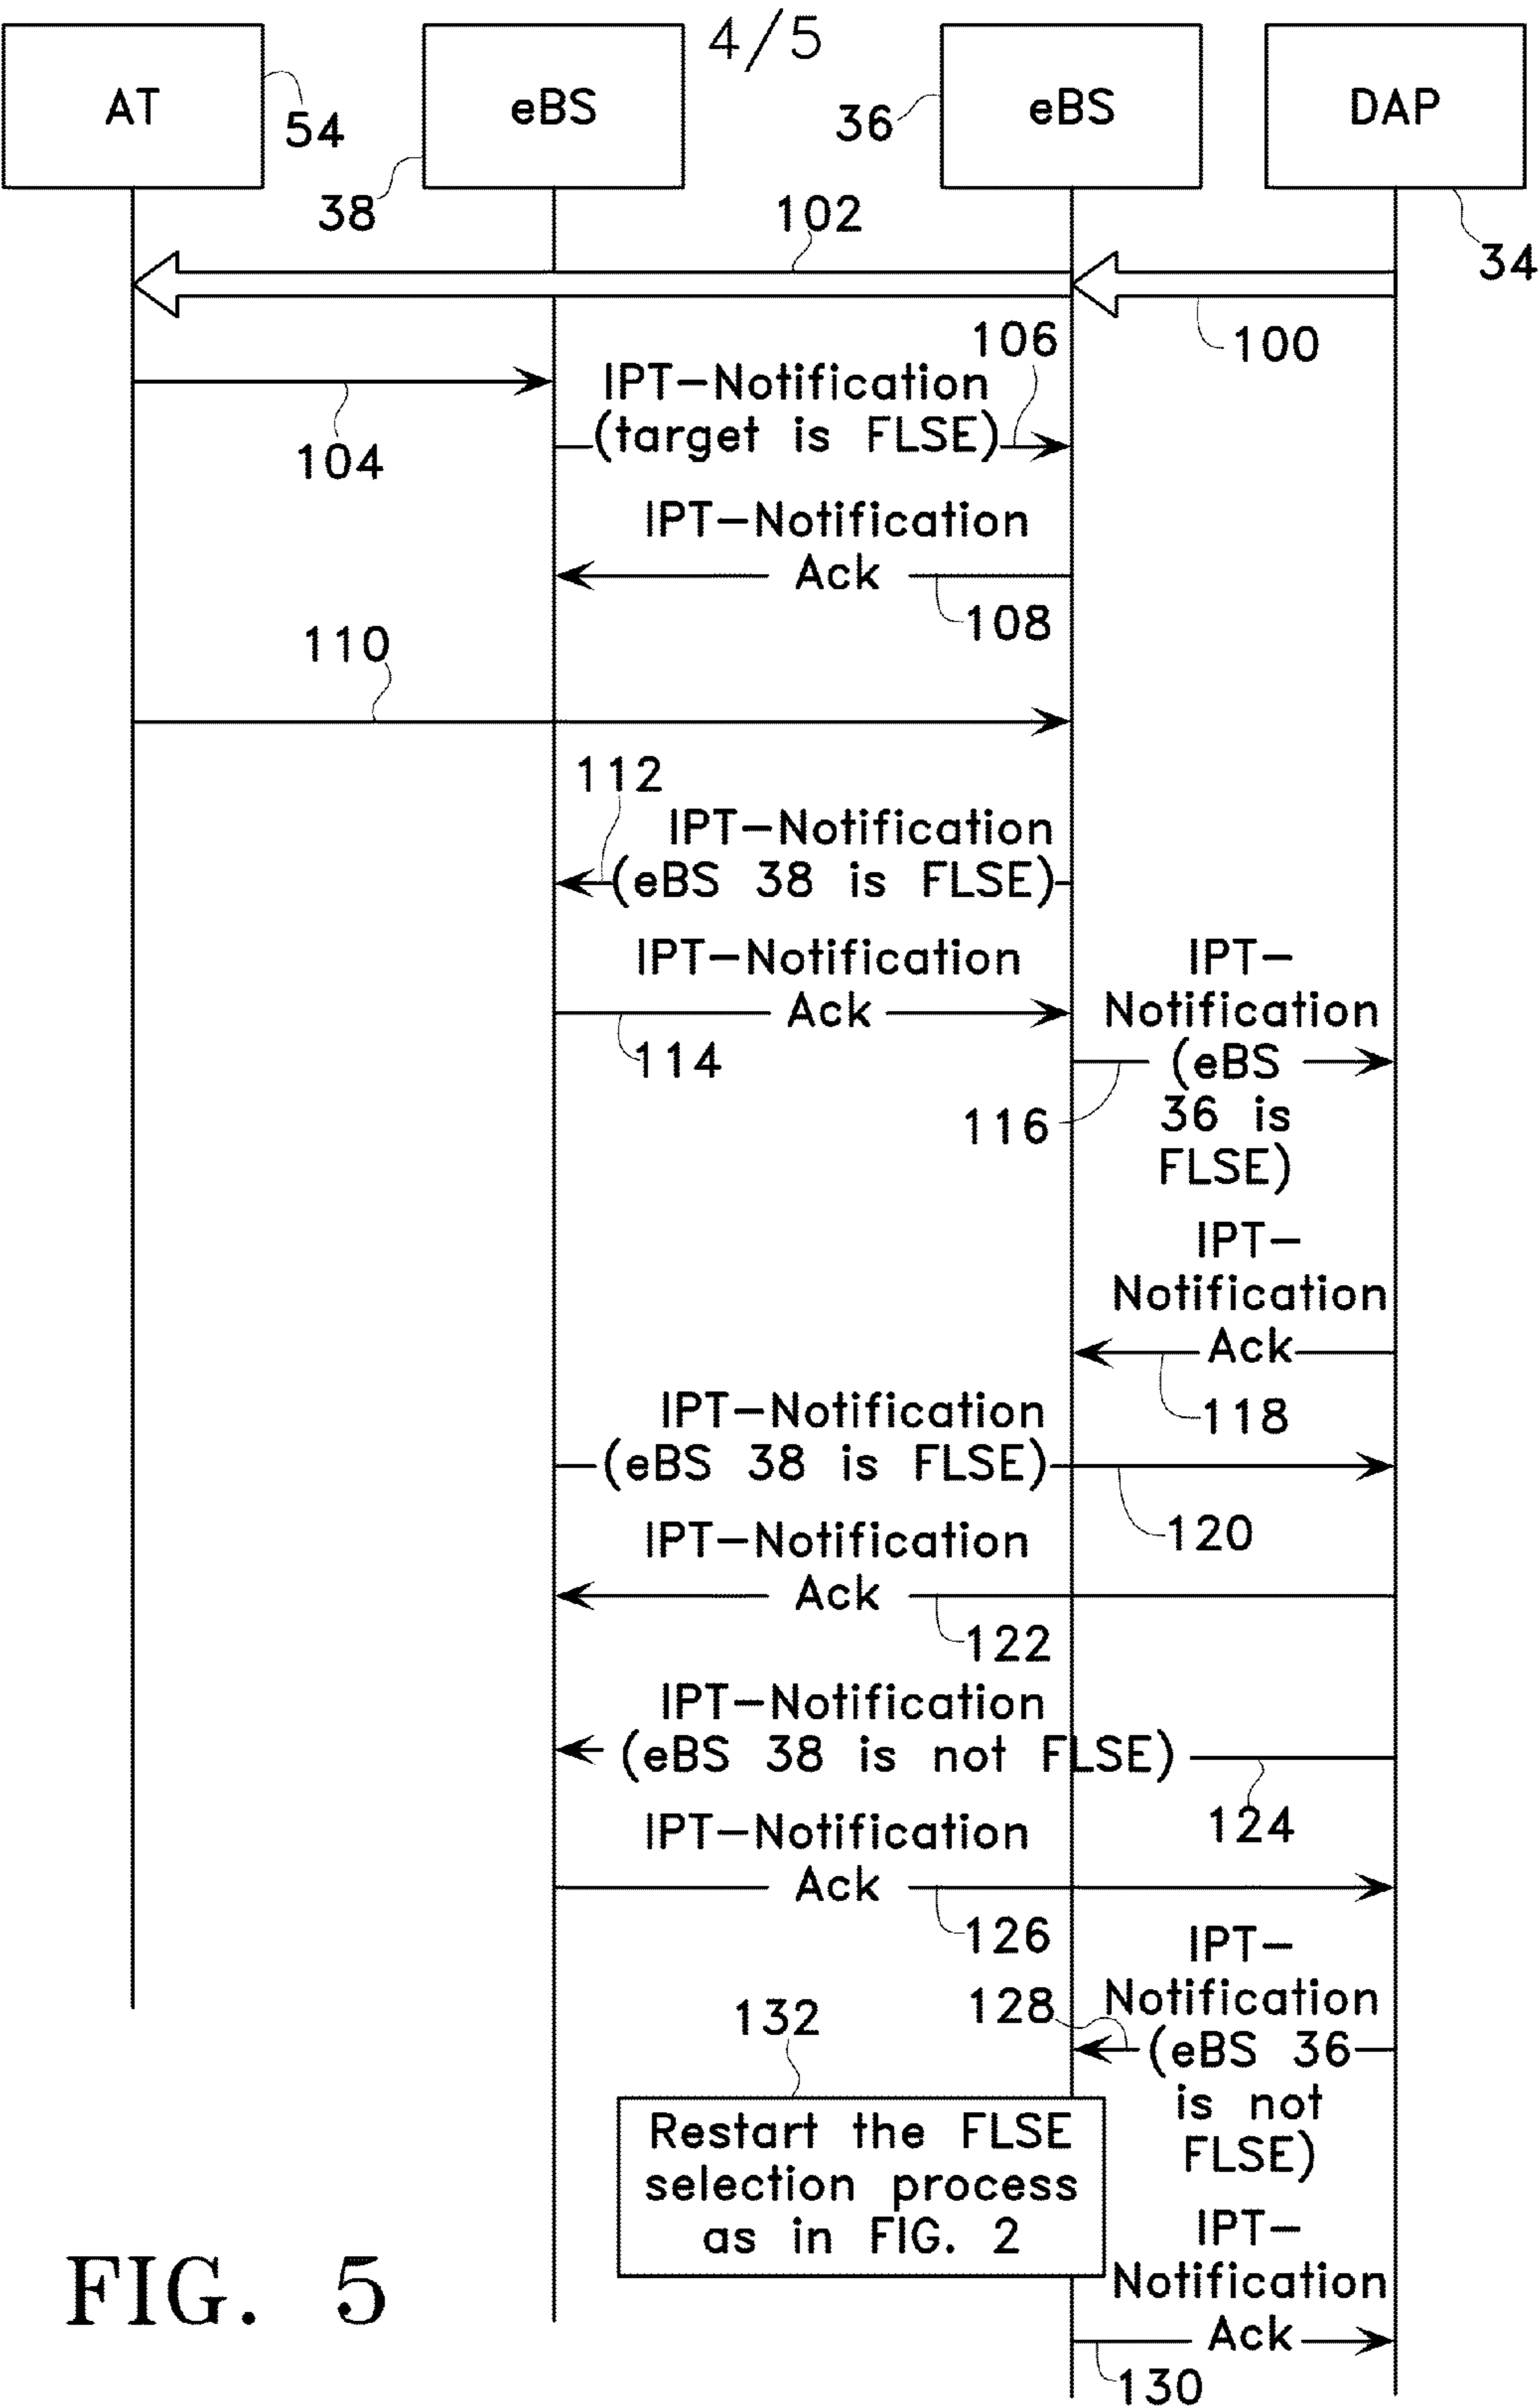 4/5
AT
eBS
eBS
DAP
54
38
36
34
102
100
104
106
IPT-Notification
(target is FLSE)
IPT-Notification
Ack
108
110
112
IPT-Notification
(eBS 38 is FLSE)
IPT-Notification
Ack
114
IPT-
Notification
(eBS
36 is
FLSE)
116
IPT-
Notification
Ack
118
IPT-Notification
(eBS 38 is FLSE)
120
IPT-Notification
Ack
122
IPT-Notification
(eBS 38 is not FLSE)
124
IPT-Notification
Ack
126
IPT-
Notification
(eBS 36
is not
FLSE)
128
132
Restart the FLSE
selection process
as in FIG. 2
IPT-
Notification
Ack
130
FIG. 5